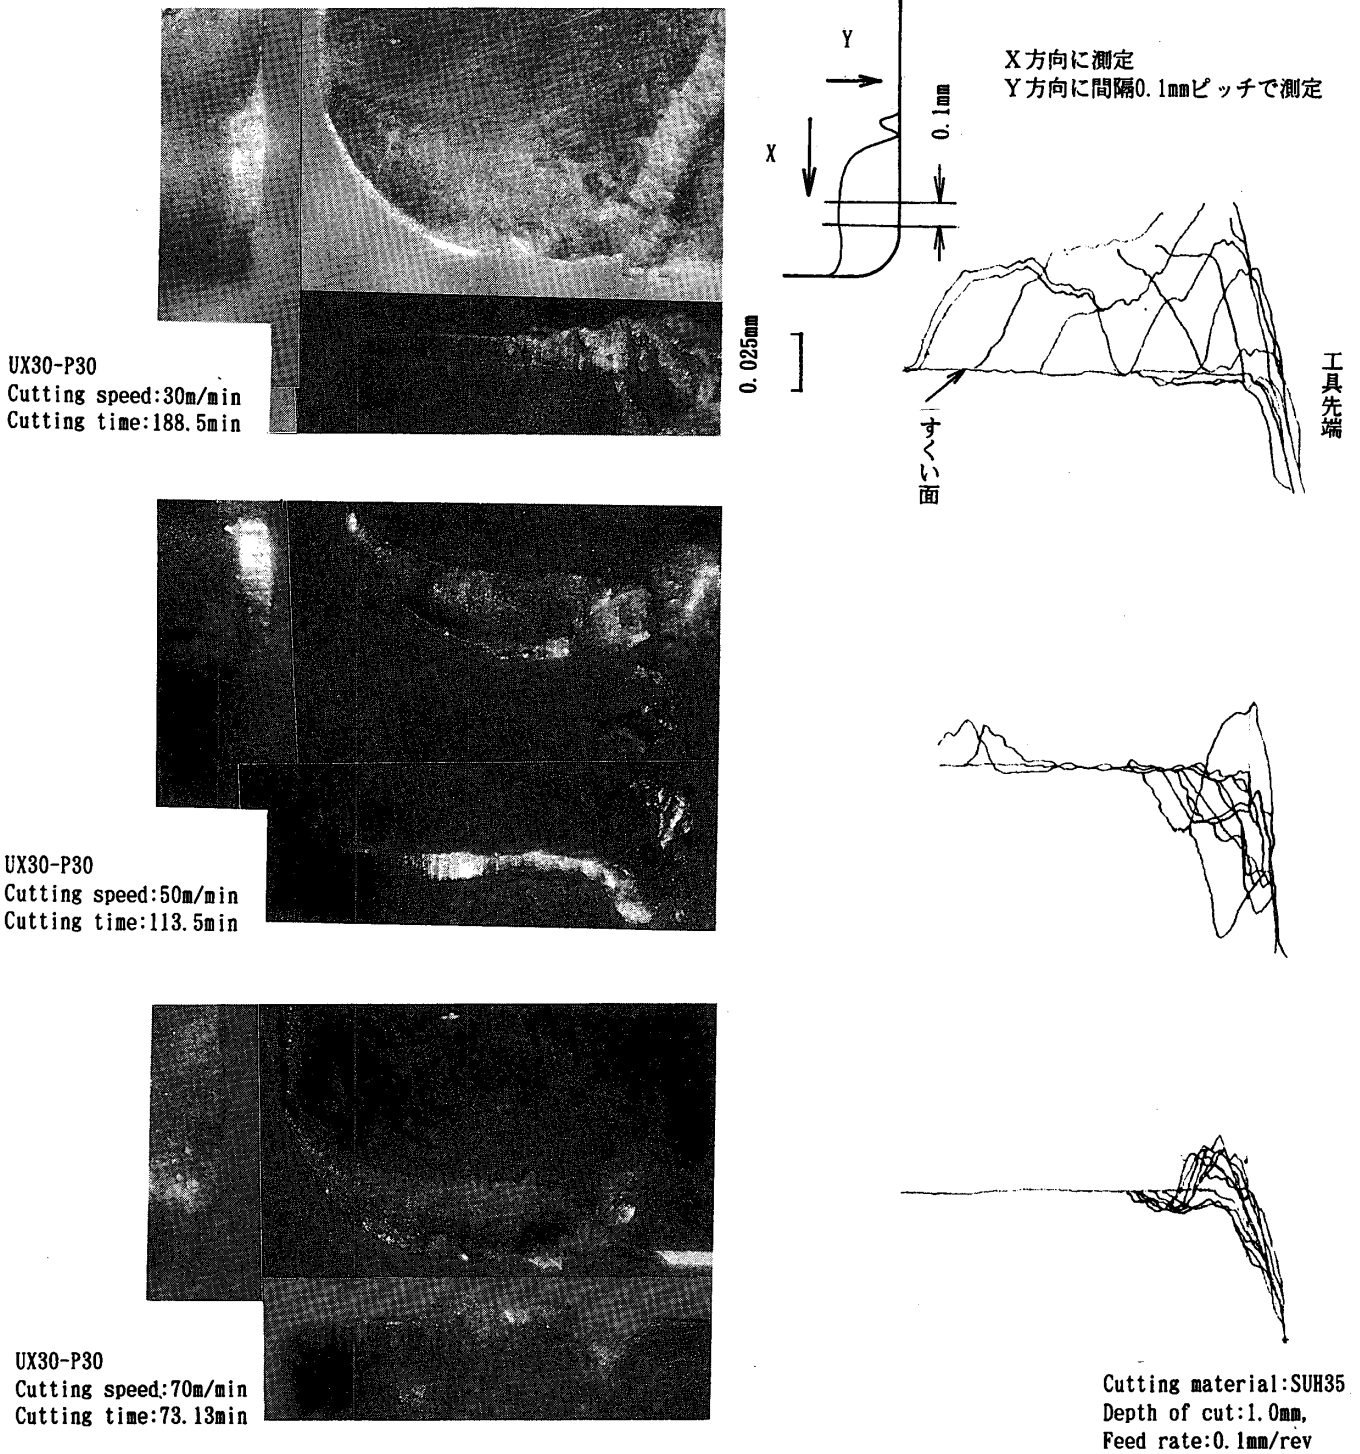 Y
X方向に測定
Y方向に間隔0.1mmピッチで測定
0.1mm
X
0.025mm
UX30-P30
Cutting speed:30m/min
Cutting time:188.5min
工具先端
すくい面
UX30-P30
Cutting speed:50m/min
Cutting time:113.5min
UX30-P30
Cutting speed:70m/min
Cutting time:73.13min
Cutting material:SUH35
Depth of cut:1.0mm,
Feed rate:0.1mm/rev